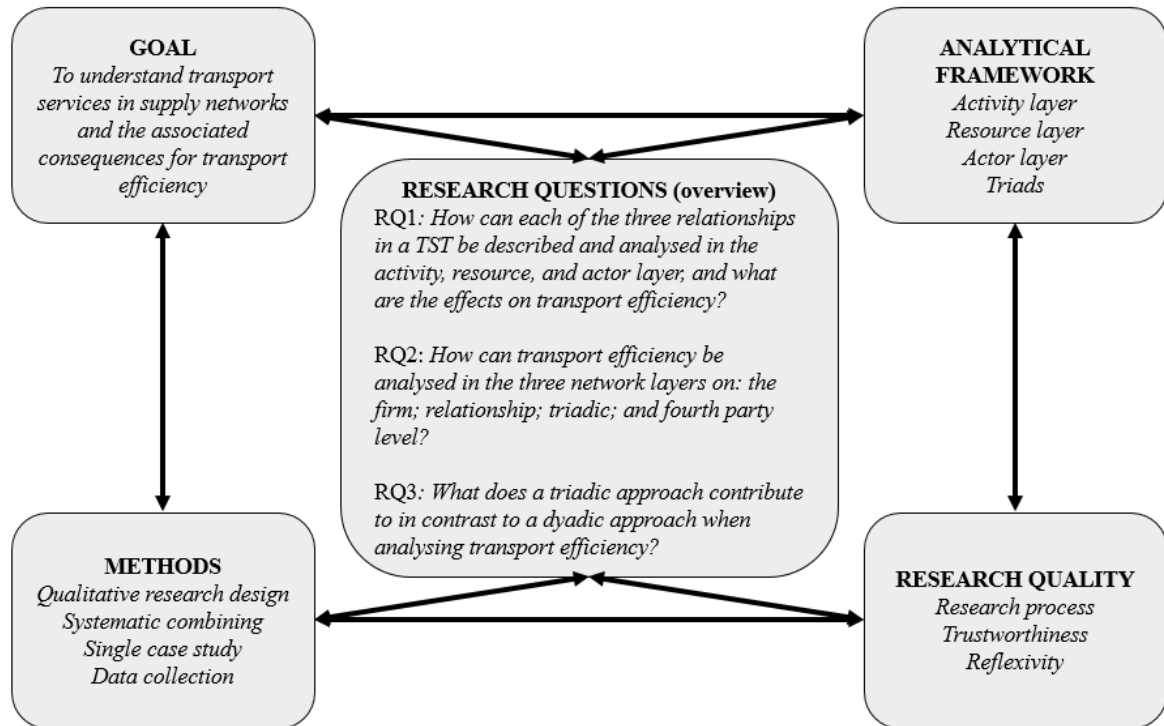 GOAL
To understand transport
services in supply networks
and the associated
consequences for transport
efficiency
ANALYTICAL
FRAMEWORK
Activity layer
Resource layer
Actor layer
Triads
RESEARCH QUESTIONS (overview)
RQ1: How can each of the three relationships
in a TST be described and analysed in the
activity, resource, and actor layer, and what
are the effects on transport efficiency?
RQ2: How can transport efficiency be
analysed in the three network layers on: the
firm; relationship; triadic; and fourth party
level?
RQ3: What does a triadic approach contribute
to in contrast to a dyadic approach when
analysing transport efficiency?
METHODS
Qualitative research design
Systematic combining
Single case study
Data collection
RESEARCH QUALITY
Research process
Trustworthiness
Reflexivity